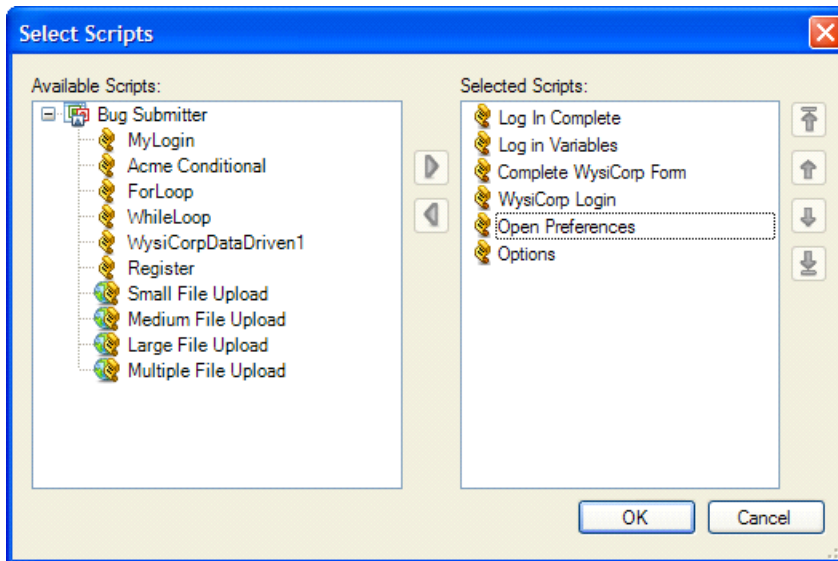 Select Scripts
Available Scripts:
Bug Submitter
MyLogin
Acme Conditional
ForLoop
WhileLoop
WysiCorpDataDriven1
Register
Small File Upload
Medium File Upload
Large File Upload
Multiple File Upload
Selected Scripts:
Log In Complete
Log in Variables
Complete WysiCorp Form
WysiCorp Login
Open Preferences
Options
OK
Cancel